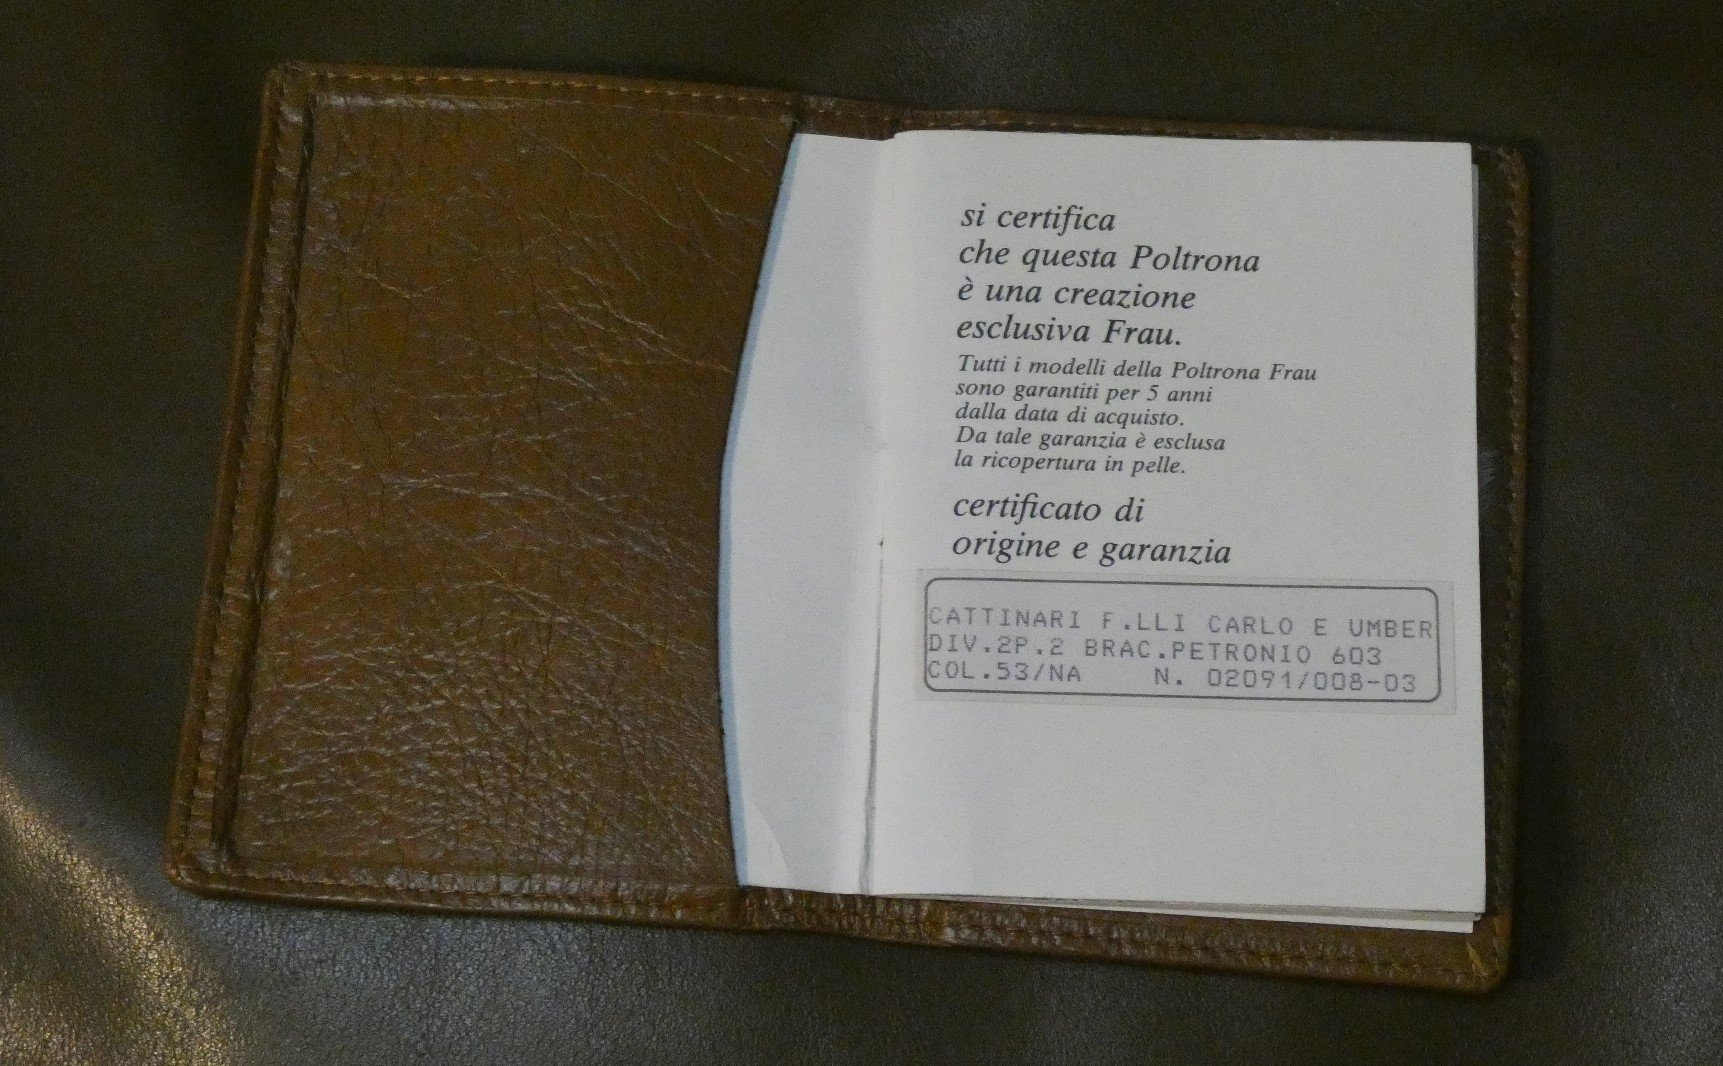 si certifica
che questa Poltrona
è una creazione
esclusiva Frau.
Tutti i modelli della Poltrona Frau
sono garantiti per 5 anni
dalla data di acquisto.
Da tale garanzia è esclusa
la ricopertura in pelle.
certificato di
origine e garanzia
CATTINARI F.LLI CARLO E UMBER
DIV.2P.2 BRAC.PETRONIO 603
COL.53/NA N. 02091/008-03